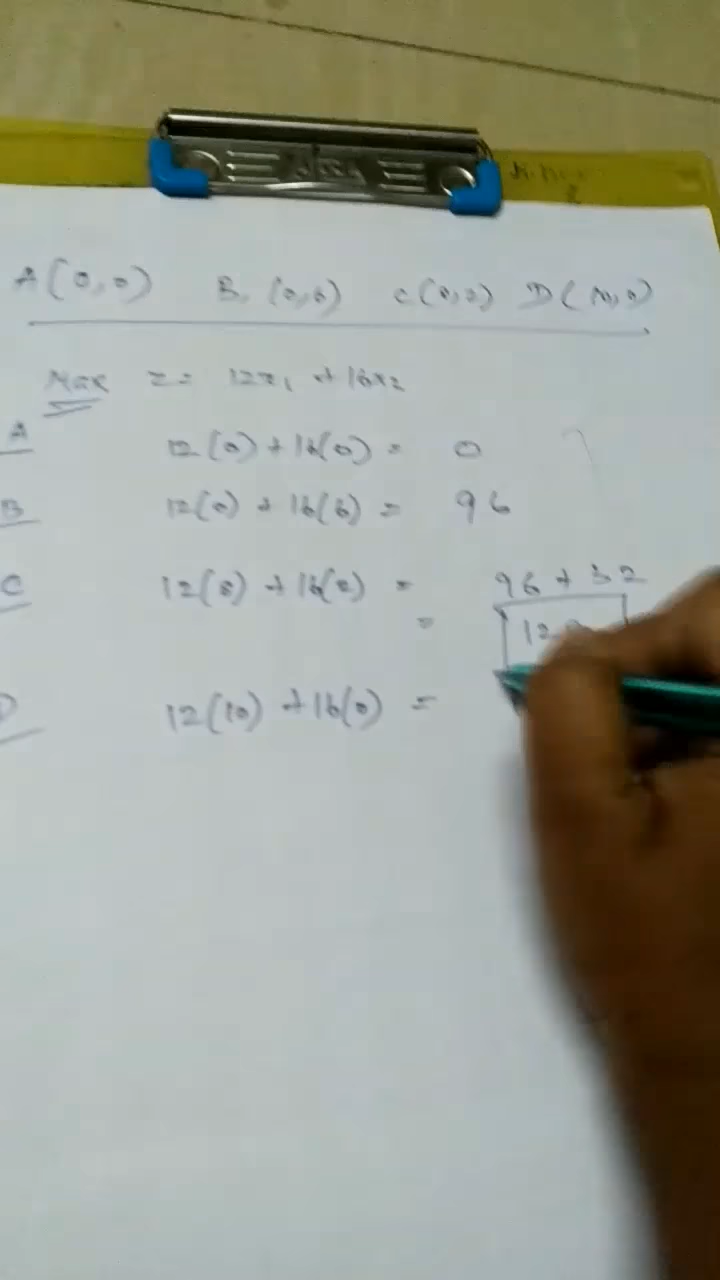 A(0,0) B(0,6) C(8,2) D(10,0)
Max Z = 12x₁ + 16x₂
A 12(0) + 16(0) = 0
B 12(0) + 16(6) = 96
C 12(8) + 16(2) = 96 + 32
= 128
D 12(10) + 16(0) =